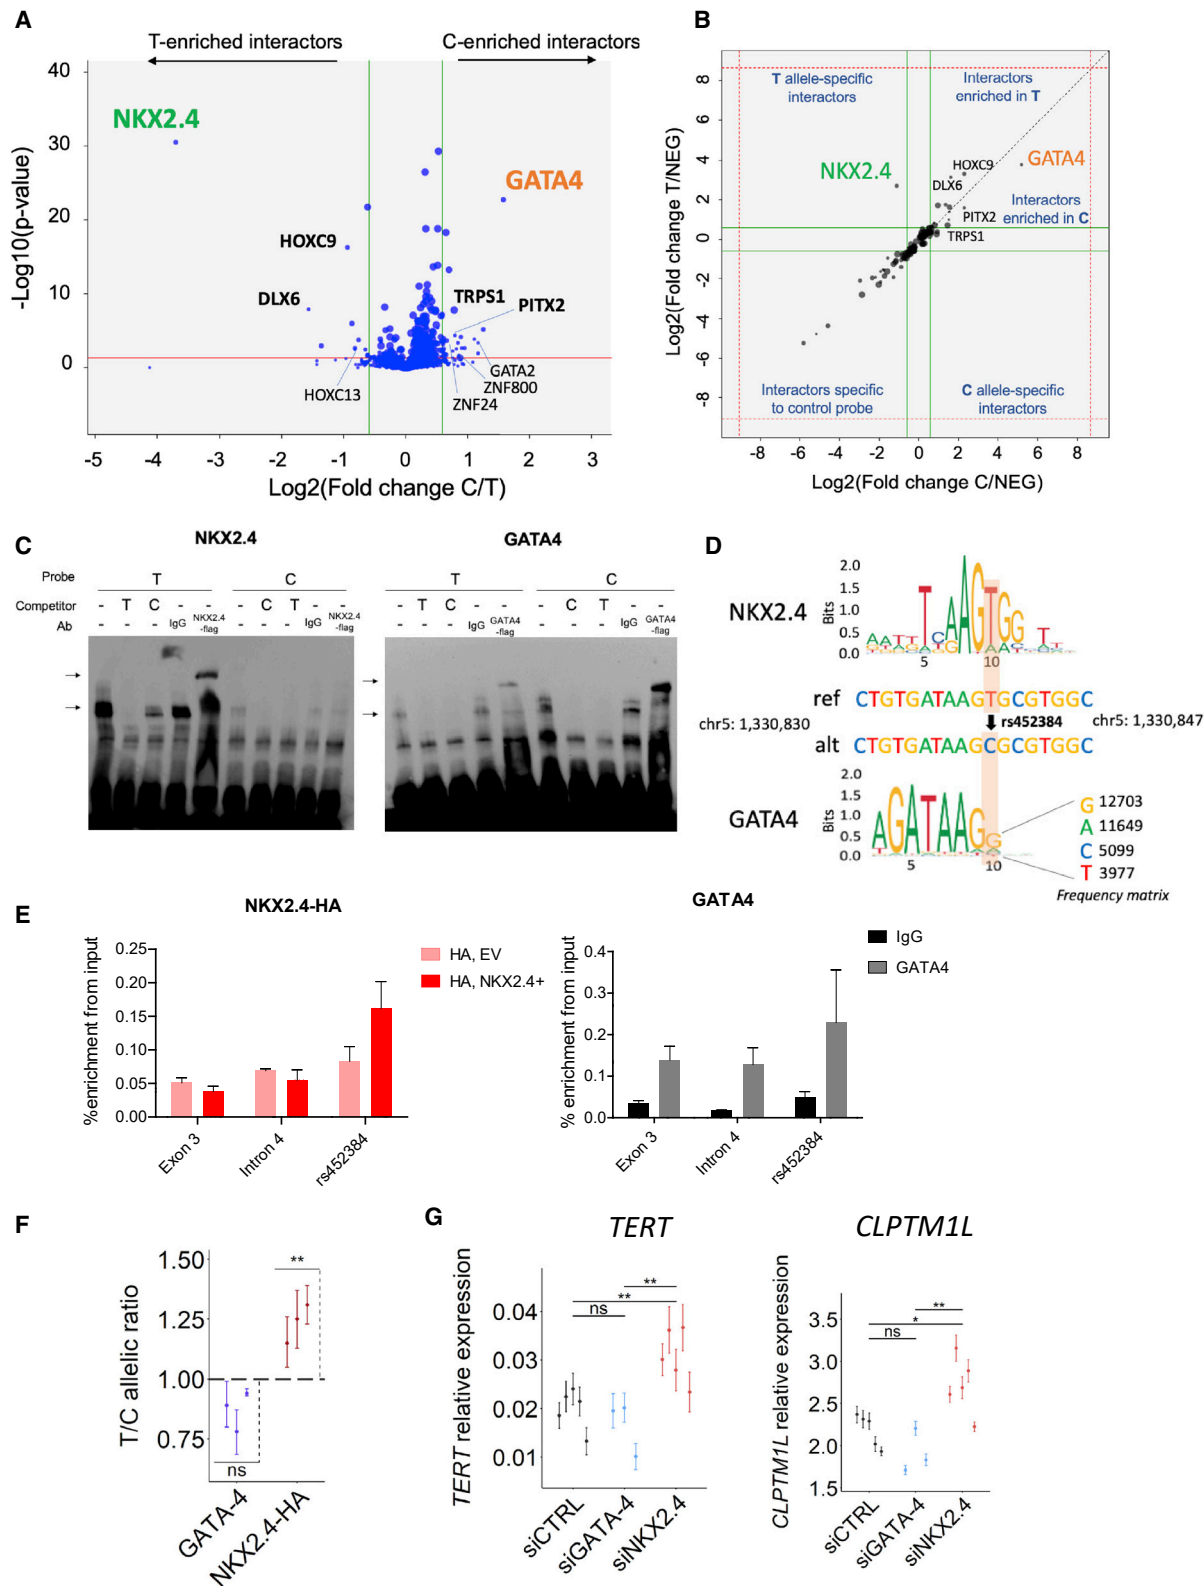 A
T-enriched interactors
C-enriched interactors
40
30
20
10
0
-Log10(p-value)
NKX2.4
GATA4
HOXC9
DLX6
TRPS1
PITX2
HOXC13
GATA2
ZNF800
ZNF24
-5 -4 -3 -2 -1 0 1 2 3
Log2(Fold change C/T)
B
8
6
4
2
0
-2
-4
-6
-8
Log2(Fold change T/NEG)
T allele-specific
interactors
Interactors
enriched in T
NKX2.4
HOXC9
GATA4
DLX6
PITX2
Interactors
enriched in C
TRPS1
Interactors specific
to control probe
C allele-specific
interactors
-8 -6 -4 -2 0 2 4 6 8
Log2(Fold change C/NEG)
C
NKX2.4
GATA4
Probe T C T C
Competitor - T C - - - C T - - - T C - - - C T - -
Ab - - - IgG NKX2.4-flag - - - IgG NKX2.4-flag - - - IgG GATA4-flag - - - IgG GATA4-flag
D
NKX2.4
Bits
2.0
1.5
1.0
0.5
0.0
5 10
ref CTGTGATAAGTGCGTGGC
chr5: 1,330,830
rs452384
chr5: 1,330,847
alt CTGTGATAAGCGCGTGGC
GATA4
Bits
2.0
1.5
1.0
0.5
0.0
AGATAAGG
5 10
G 12703
A 11649
C 5099
T 3977
Frequency matrix
E
NKX2.4-HA
%enrichment from input
0.25
0.20
0.15
0.10
0.05
0.00
Exon 3
Intron 4
rs452384
HA, EV
HA, NKX2.4+
GATA4
% enrichment from input
0.4
0.3
0.2
0.1
0.0
Exon 3
Intron 4
rs452384
IgG
GATA4
F
T/C allelic ratio
1.50
1.25
1.00
0.75
**
ns
GATA-4
NKX2.4-HA
G
TERT
TERT relative expression
0.04
0.03
0.02
0.01
**
**
ns
siCTRL
siGATA-4
siNKX2.4
CLPTM1L
CLPTM1L relative expression
3.5
3.0
2.5
2.0
1.5
**
*
ns
siCTRL
siGATA-4
siNKX2.4